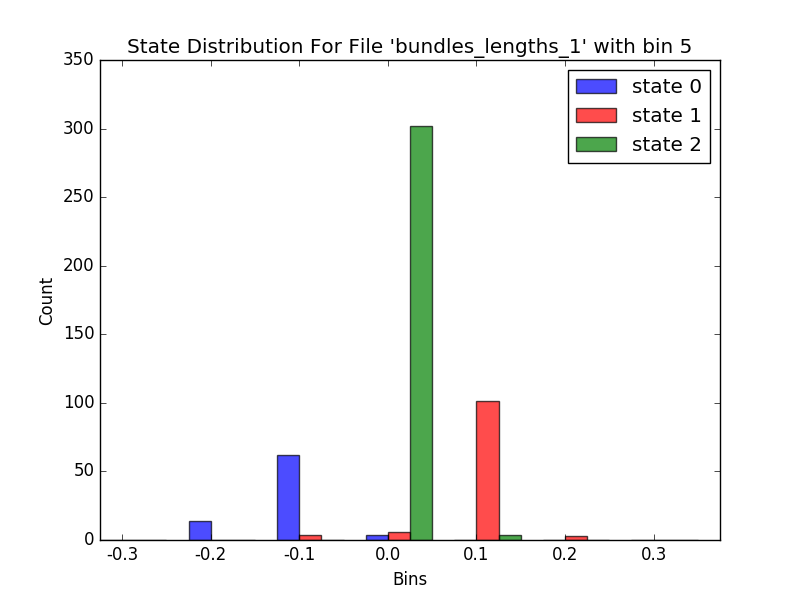 State Distribution For File 'bundles_lengths_1' with bin 5
350
300
250
200
150
100
50
0
Count
state 0
state 1
state 2
-0.3 -0.2 -0.1 0.0 0.1 0.2 0.3
Bins